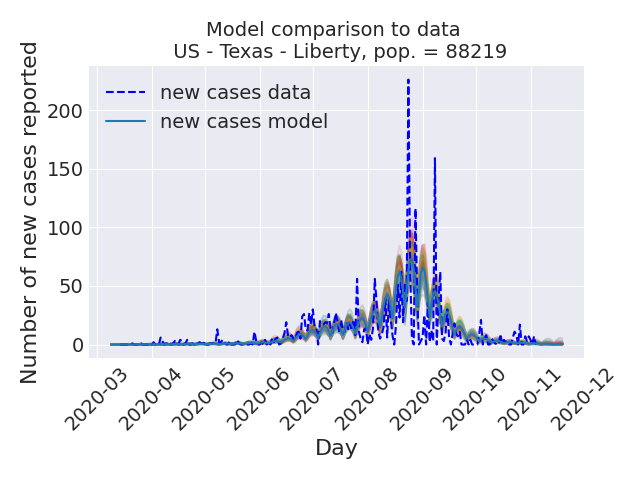 Model comparison to data
US - Texas - Liberty, pop. = 88219
Number of new cases reported
200
150
100
50
0
new cases data
new cases model
2020-03
2020-04
2020-05
2020-06
2020-07
2020-08
2020-09
2020-10
2020-11
2020-12
Day